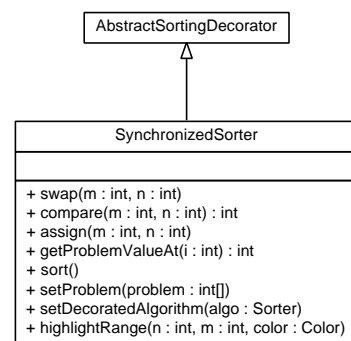 AbstractSortingDecorator
SynchronizedSorter
+ swap(m : int, n : int)
+ compare(m : int, n : int) : int
+ assign(m : int, n : int)
+ getProblemValueAt(i : int) : int
+ sort()
+ setProblem(problem : int[])
+ setDecoratedAlgorithm(algo : Sorter)
+ highlightRange(n : int, m : int, color : Color)